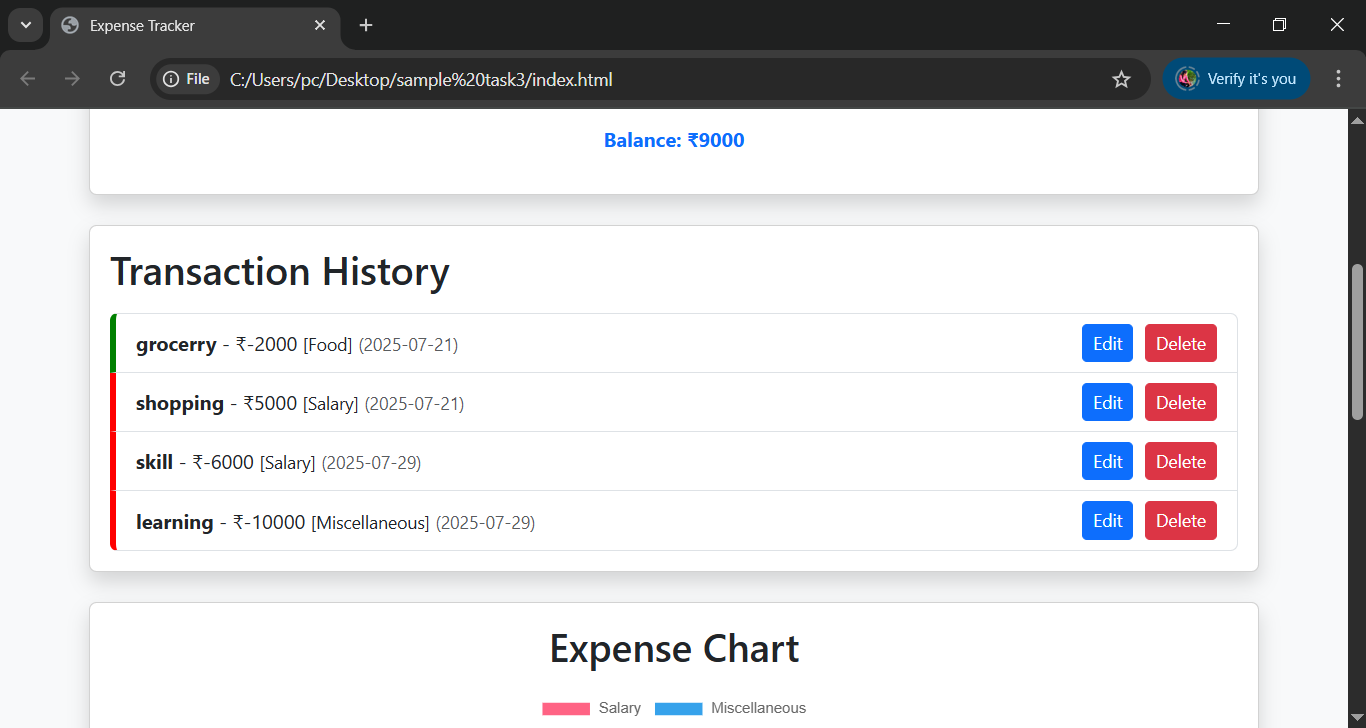 Expense Tracker
File C:/Users/pc/Desktop/sample%20task3/index.html Verify it's you
Balance: ₹9000
Transaction History
grocerry - ₹-2000 [Food] (2025-07-21) Edit Delete
shopping - ₹5000 [Salary] (2025-07-21) Edit Delete
skill - ₹-6000 [Salary] (2025-07-29) Edit Delete
learning - ₹-10000 [Miscellaneous] (2025-07-29) Edit Delete
Expense Chart
Salary Miscellaneous